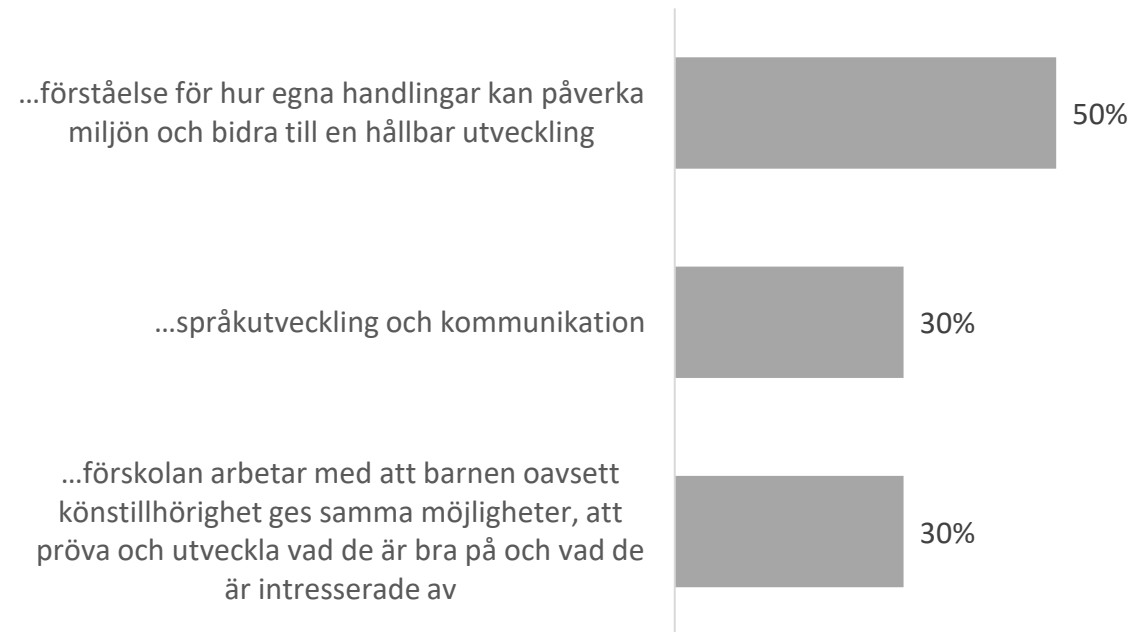 ...förståelse för hur egna handlingar kan påverka
miljön och bidra till en hållbar utveckling
50%
...språkutveckling och kommunikation
30%
...förskolan arbetar med att barnen oavsett
könstillhörighet ges samma möjligheter, att
pröva och utveckla vad de är bra på och vad de
är intresserade av
30%